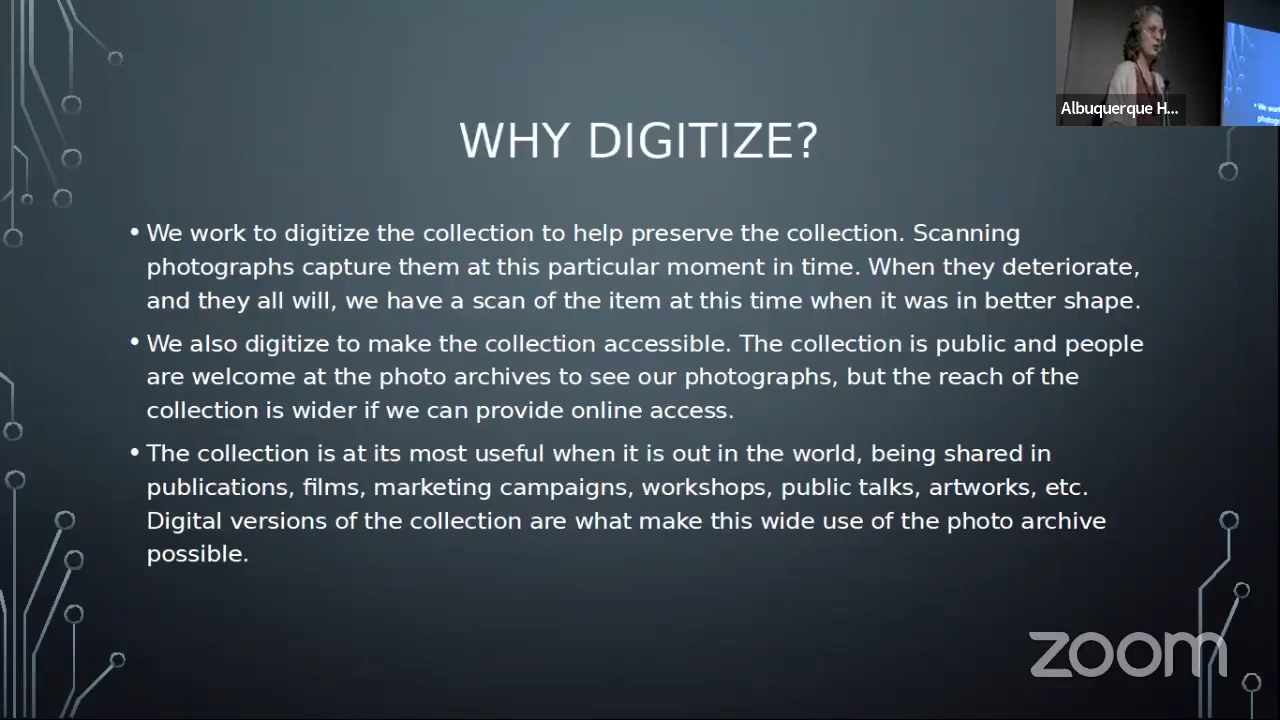 Albuquerque H...
WHY DIGITIZE?
• We work to digitize the collection to help preserve the collection. Scanning
photographs capture them at this particular moment in time. When they deteriorate,
and they all will, we have a scan of the item at this time when it was in better shape.
• We also digitize to make the collection accessible. The collection is public and people
are welcome at the photo archives to see our photographs, but the reach of the
collection is wider if we can provide online access.
• The collection is at its most useful when it is out in the world, being shared in
publications, films, marketing campaigns, workshops, public talks, artworks, etc.
Digital versions of the collection are what make this wide use of the photo archive
possible.
zoom